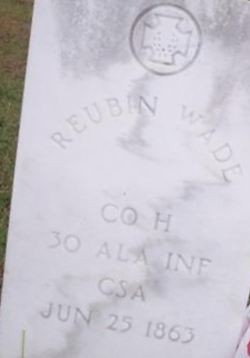 REUBIN WADE
CO H
30 ALA INF
CSA
JUN 25 1863